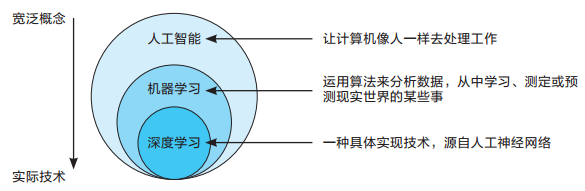 宽泛概念
人工智能
让计算机像人一样去处理工作
机器学习
运用算法来分析数据，从中学习、测定或预
测现实世界的某些事
深度学习
一种具体实现技术，源自人工神经网络
实际技术